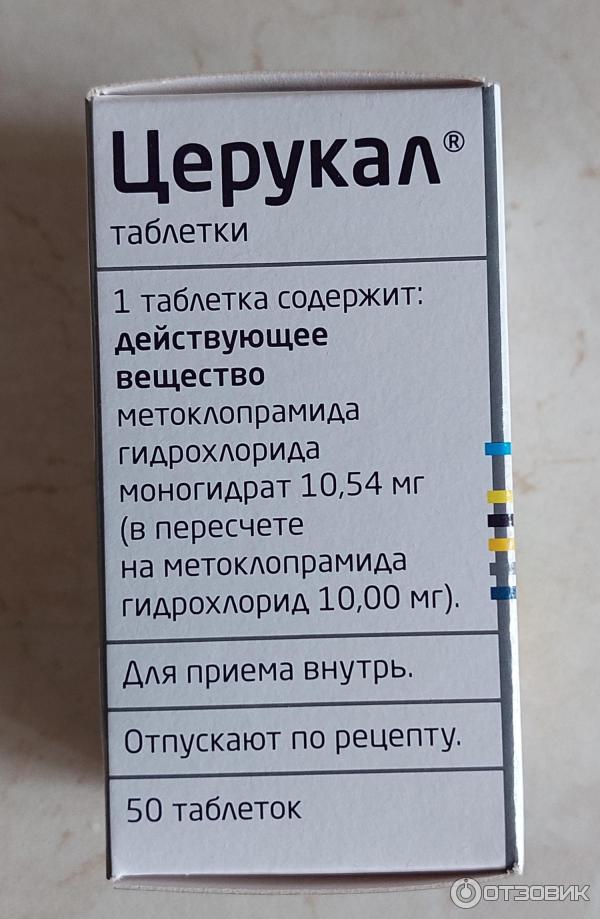 Церукал®
таблетки
1 таблетка содержит:
действующее
вещество
метоклопрамида
гидрохлорида
моногидрат 10,54 мг
(в пересчете
на метоклопрамида
гидрохлорид 10,00 мг).
Для приема внутрь.
Отпускают по рецепту.
50 таблеток
ОТЗОВИК